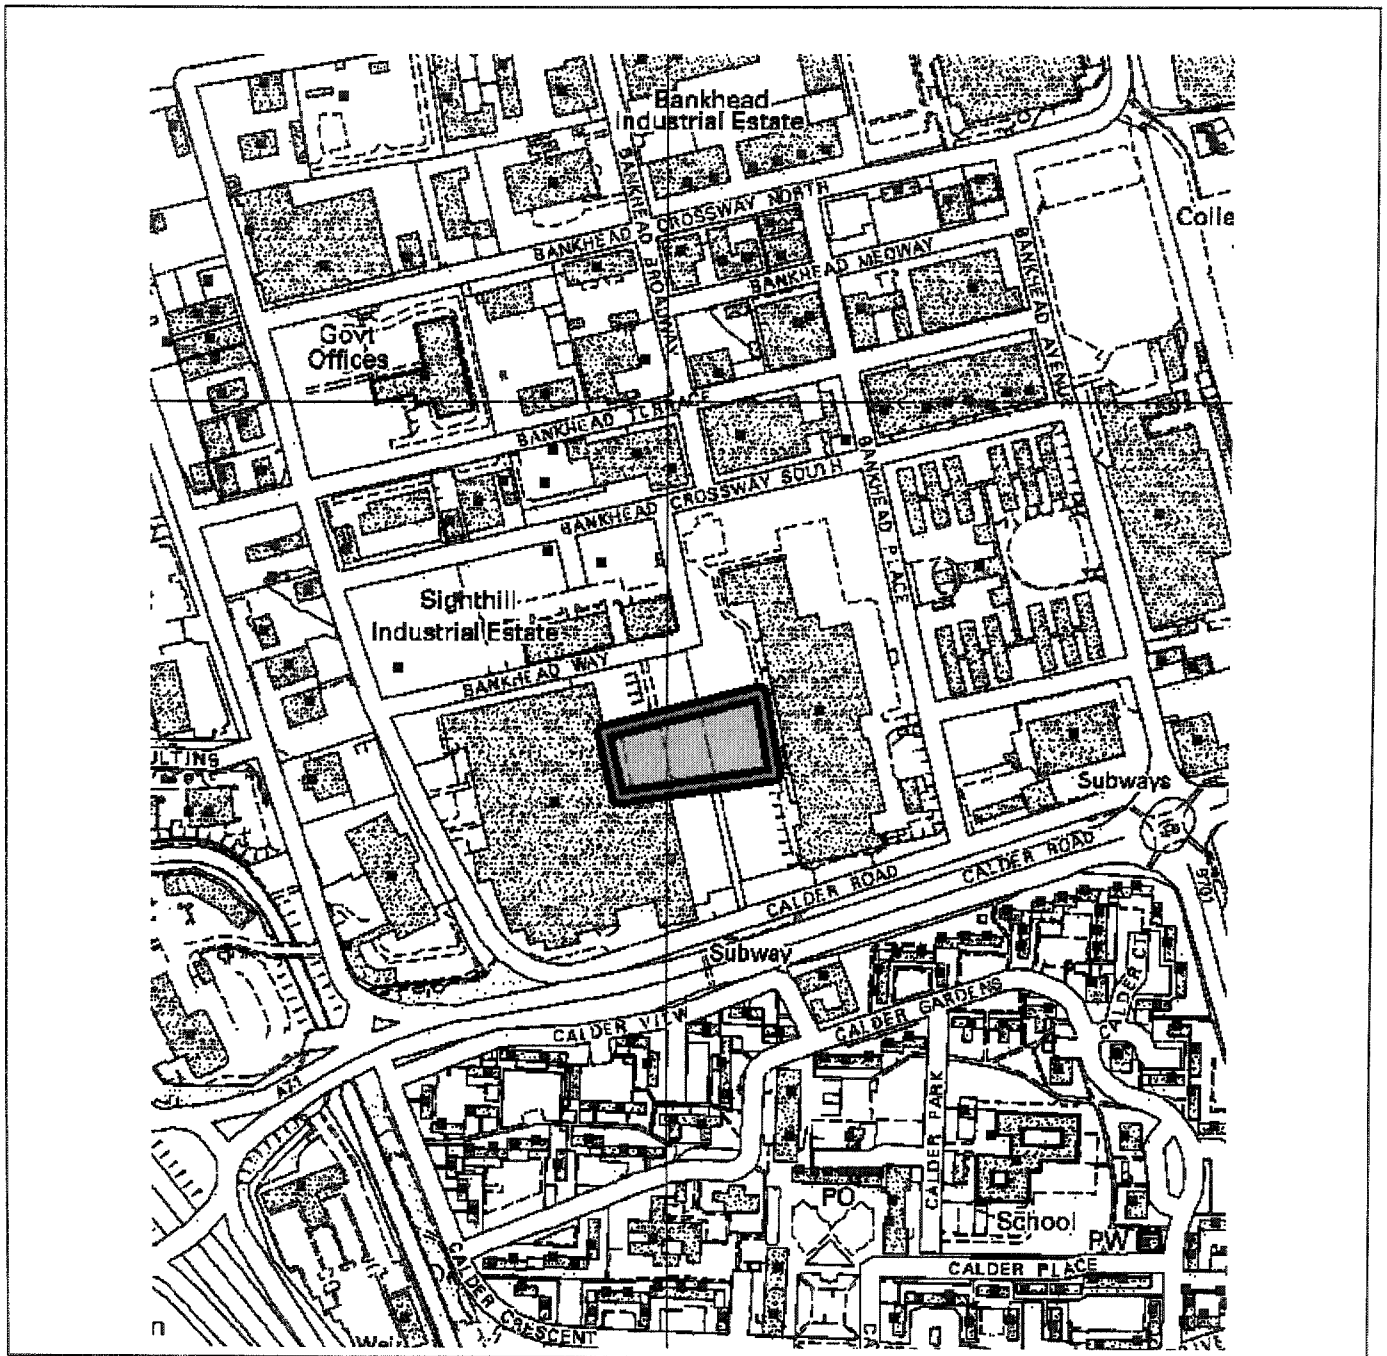 Bankhead
Industrial Estate
BANKHEAD BROADWAY
BANKHEAD CROSSWAY NORTH
Colle
BANKHEAD MEDWAY
BANKHEAD AVENUE
Govt
Offices
BANKHEAD TERRACE
BANKHEAD CROSSWAY SOUTH
BANKHEAD PLACE
Sighthill
Industrial Estate
BANKHEAD WAY
ULTINS
Subways
CALDER ROAD
CALDER ROAD
Subway
CALDER VIEW
CALDER GARDENS
CALDER CT
A71
CALDER PARK
PO
School
PW
CALDER PLACE
CALDER CRESCENT
n